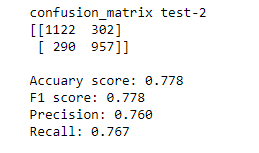 confusion_matrix test-2
[[1122 302]
[ 290 957]]
Accuary score: 0.778
F1 score: 0.778
Precision: 0.760
Recall: 0.767